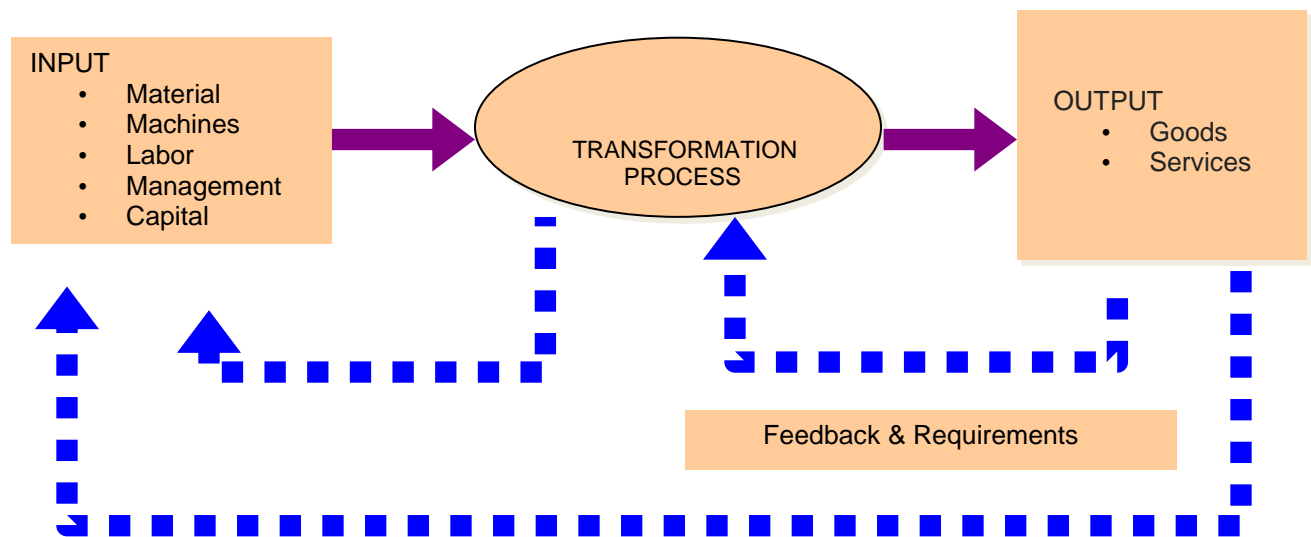 INPUT
• Material
• Machines
• Labor
• Management
• Capital
TRANSFORMATION
PROCESS
OUTPUT
• Goods
• Services
Feedback & Requirements